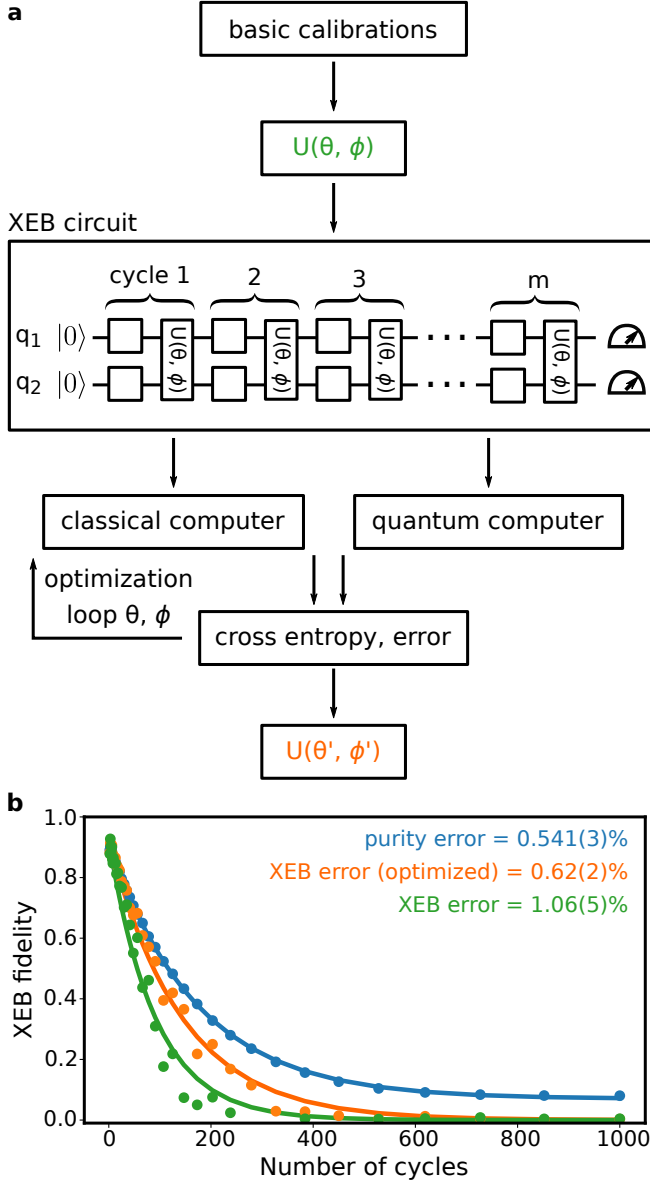 a
basic calibrations
U(θ, ϕ)
XEB circuit
cycle 1 2 3 m
q₁ |0⟩ U(θ, ϕ) U(θ, ϕ) U(θ, ϕ) · · · U(θ, ϕ)
q₂ |0⟩ · · ·
classical computer quantum computer
optimization
loop θ, ϕ
cross entropy, error
U(θ', ϕ')
b
purity error = 0.541(3)%
XEB error (optimized) = 0.62(2)%
XEB error = 1.06(5)%
XEB fidelity
1.0
0.8
0.6
0.4
0.2
0.0
0 200 400 600 800 1000
Number of cycles